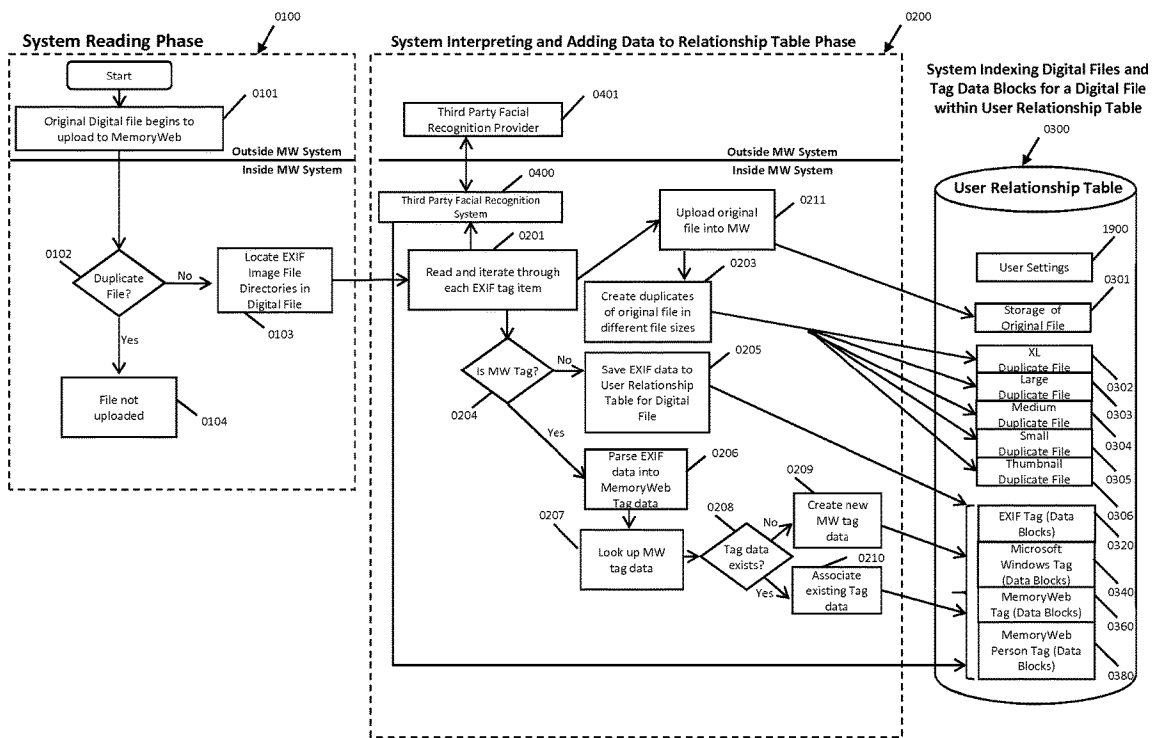 0100
System Reading Phase
Start
0101
Original Digital file begins to
upload to MemoryWeb
Outside MW System
Inside MW System
0102
Duplicate
File?
No
Locate EXIF
Image File
Directories in
Digital File
0103
Yes
File not
uploaded
0104
0200
System Interpreting and Adding Data to Relationship Table Phase
0401
Third Party Facial
Recognition Provider
Outside MW System
Inside MW System
0400
Third Party Facial Recognition
System
0201
Read and iterate through
each EXIF tag item
Upload original
file into MW
0211
0203
Create duplicates
of original file in
different file sizes
Is MW Tag?
0204
No
0205
Save EXIF data to
User Relationship
Table for Digital
File
Yes
Parse EXIF
data into
MemoryWeb
Tag data
0206
0207
Look up MW
tag data
0208
Tag data
exists?
No
0209
Create new
MW tag
data
0210
Yes
Associate
existing Tag
data
System Indexing Digital Files and
Tag Data Blocks for a Digital File
within User Relationship Table
0300
User Relationship Table
1900
User Settings
0301
Storage of
Original File
XL
Duplicate File
0302
Large
Duplicate File
0303
Medium
Duplicate File
0304
Small
Duplicate File
0305
Thumbnail
Duplicate File
0306
EXIF Tag (Data
Blocks)
0320
Microsoft
Windows Tag
(Data Blocks)
0340
MemoryWeb
Tag (Data Blocks)
0360
MemoryWeb
Person Tag (Data
Blocks)
0380